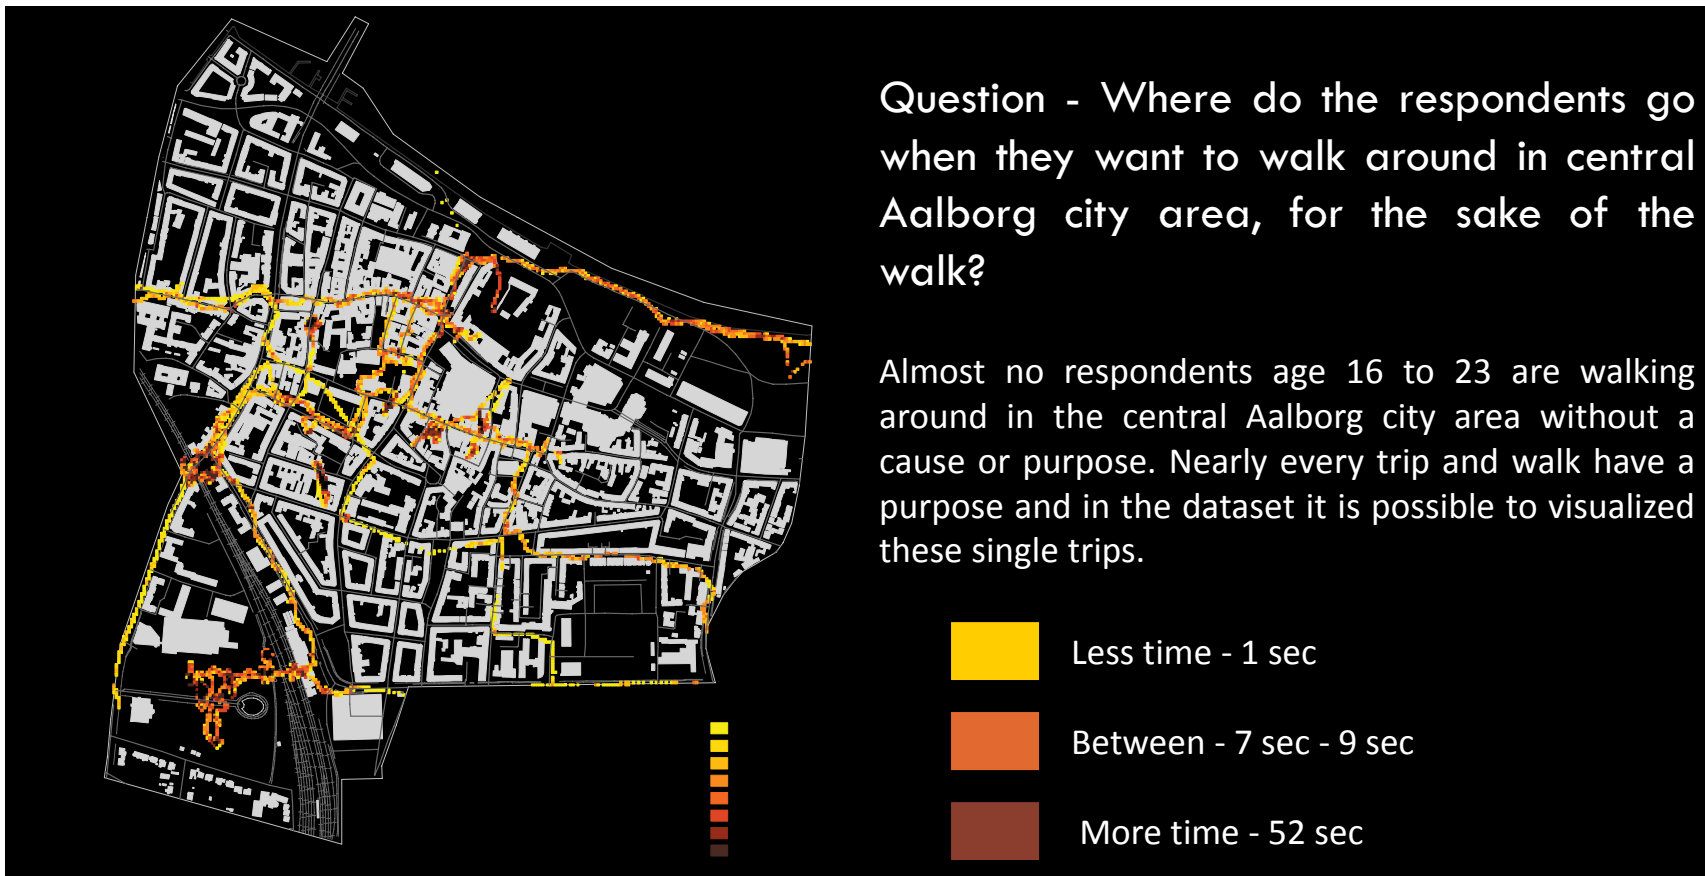 Question - Where do the respondents go
when they want to walk around in central
Aalborg city area, for the sake of the
walk?
Almost no respondents age 16 to 23 are walking
around in the central Aalborg city area without a
cause or purpose. Nearly every trip and walk have a
purpose and in the dataset it is possible to visualized
these single trips.
Less time - 1 sec
Between - 7 sec - 9 sec
More time - 52 sec